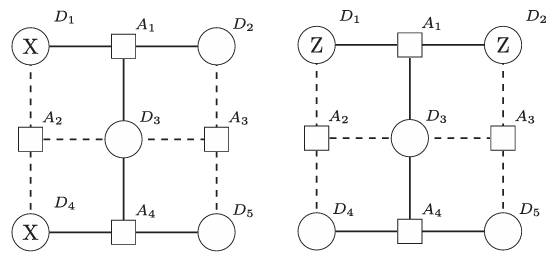 D₁ A₁ D₂ D₁ A₁ D₂
X Z Z
A₂ D₃ A₃ A₂ D₃ A₃
D₄ A₄ D₅ D₄ A₄ D₅
X